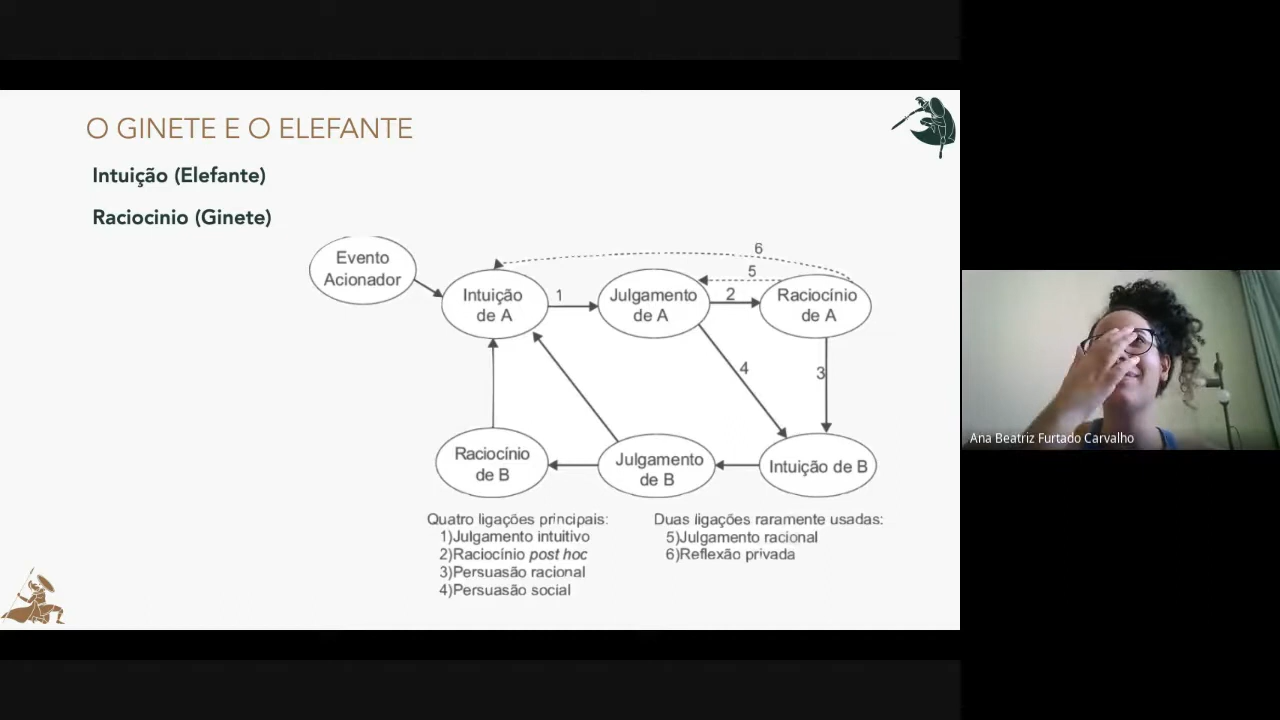 O GINETE E O ELEFANTE
Intuição (Elefante)
Raciocinio (Ginete)
Evento
Acionador
Intuição
de A
1
Julgamento
de A
2
Raciocínio
de A
6
5
4
3
Raciocínio
de B
Julgamento
de B
Intuição de B
Quatro ligações principais:
1)Julgamento intuitivo
2)Raciocínio post hoc
3)Persuasão racional
4)Persuasão social
Duas ligações raramente usadas:
5)Julgamento racional
6)Reflexão privada
Ana Beatriz Furtado Carvalho